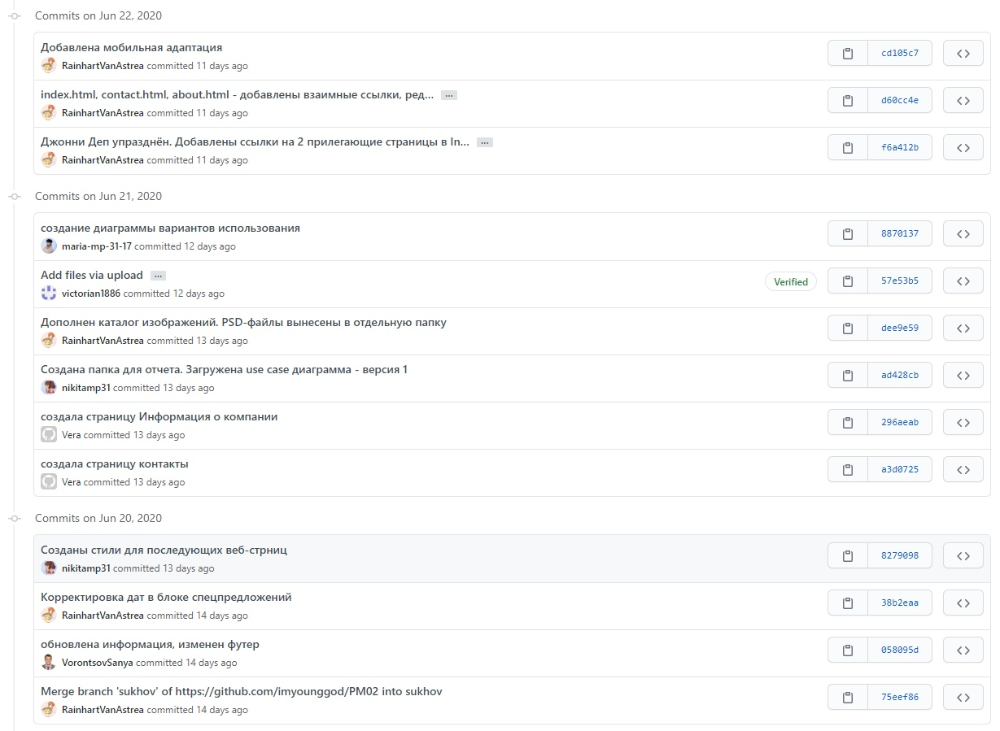 Commits on Jun 22, 2020
Добавлена мобильная адаптация
RainhartVanAstrea committed 11 days ago
cd105c7
index.html, contact.html, about.html - добавлены взаимные ссылки, ред... ...
RainhartVanAstrea committed 11 days ago
d60cc4e
Джонни Деп упразднён. Добавлены ссылки на 2 прилегающие страницы в In... ...
RainhartVanAstrea committed 11 days ago
f6a412b
Commits on Jun 21, 2020
создание диаграммы вариантов использования
maria-mp-31-17 committed 12 days ago
8870137
Add files via upload ...
victorian1886 committed 12 days ago
Verified 57e53b5
Дополнен каталог изображений. PSD-файлы вынесены в отдельную папку
RainhartVanAstrea committed 13 days ago
dee9e59
Создана папка для отчета. Загружена use case диаграмма - версия 1
nikitamp31 committed 13 days ago
ad428cb
создала страницу Информация о компании
Vera committed 13 days ago
296aeab
создала страницу контакты
Vera committed 13 days ago
a3d0725
Commits on Jun 20, 2020
Созданы стили для последующих веб-стрниц
nikitamp31 committed 13 days ago
8279098
Корректировка дат в блоке спецпредложений
RainhartVanAstrea committed 14 days ago
38b2eaa
обновлена информация, изменен футер
VorontsovSanya committed 14 days ago
058095d
Merge branch 'sukhov' of https://github.com/imyounggod/PM02 into sukhov
RainhartVanAstrea committed 14 days ago
75eef86